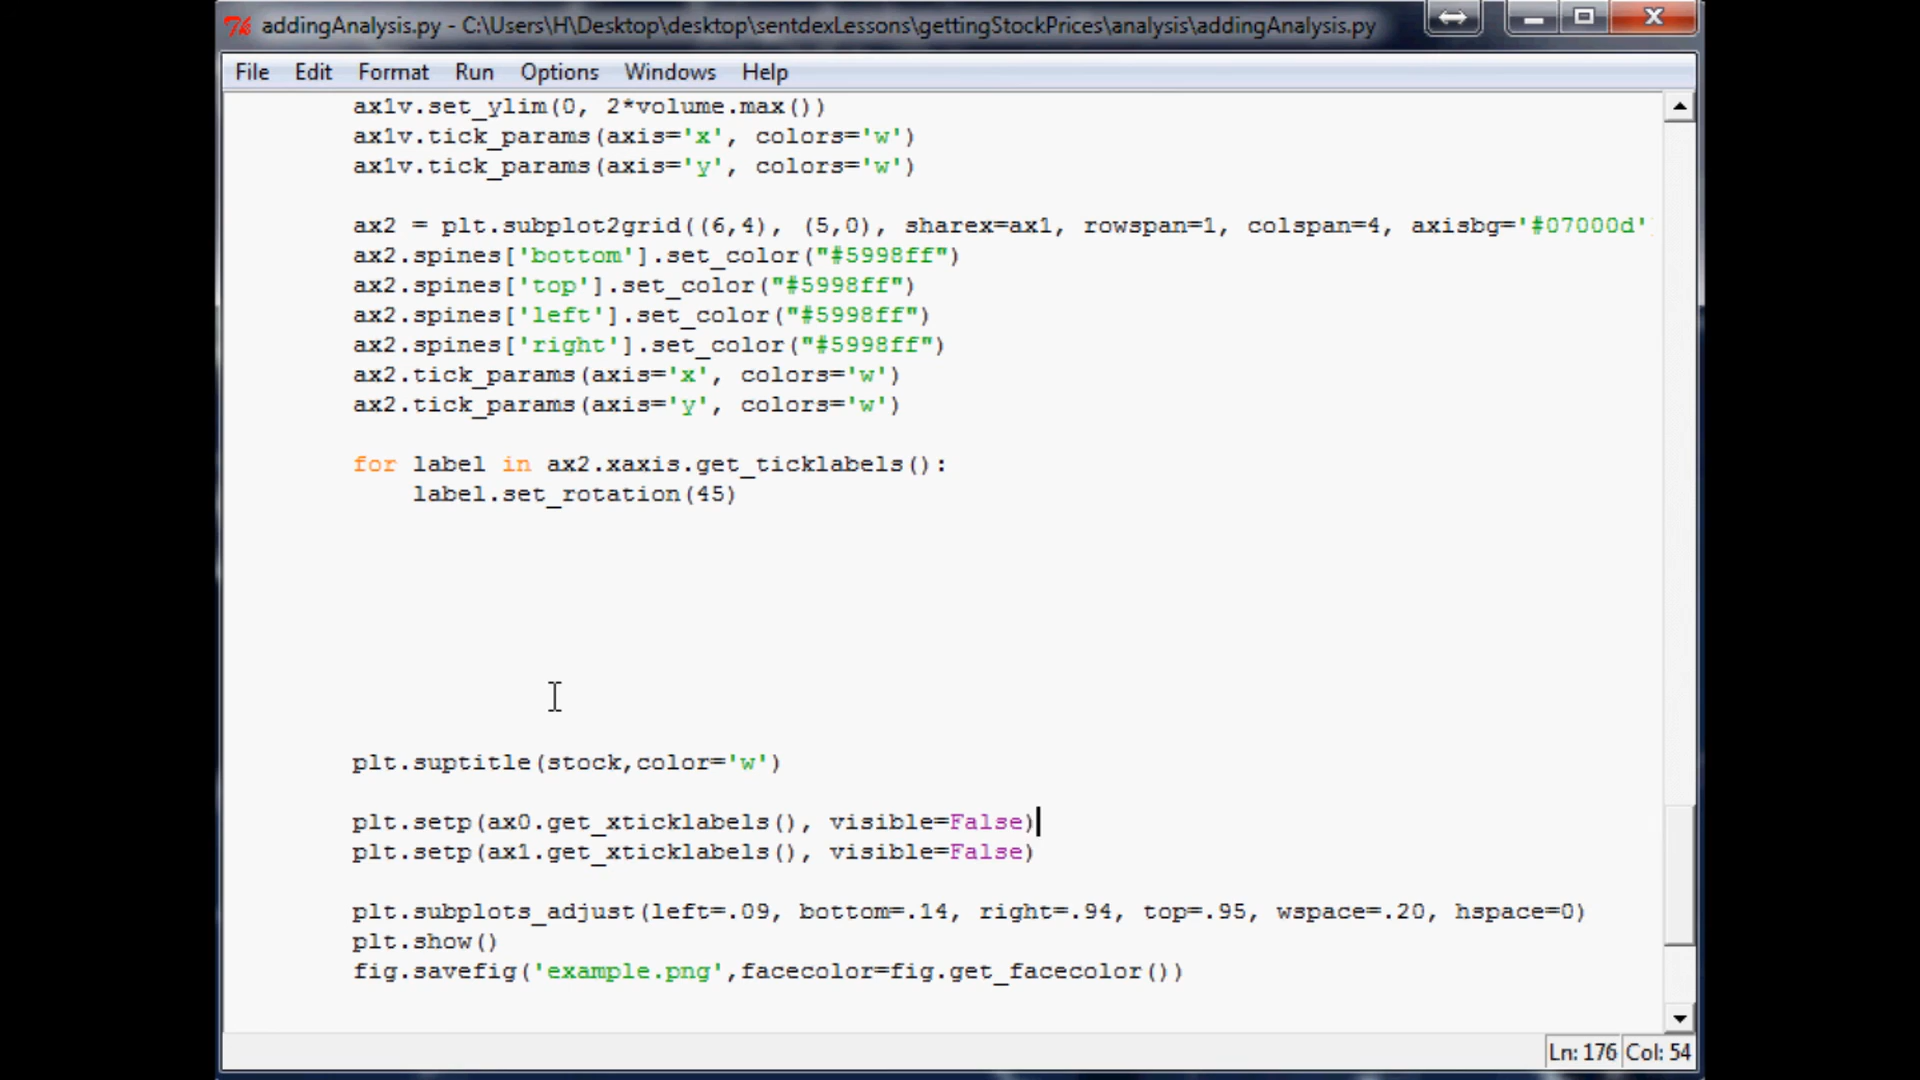 addingAnalysis.py - C:\Users\H\Desktop\desktop\sentdexLessons\gettingStockPrices\analysis\addingAnalysis.py
File Edit Format Run Options Windows Help
ax1v.set_ylim(0, 2*volume.max())
ax1v.tick_params(axis='x', colors='w')
ax1v.tick_params(axis='y', colors='w')
ax2 = plt.subplot2grid((6,4), (5,0), sharex=ax1, rowspan=1, colspan=4, axisbg='#07000d'
ax2.spines['bottom'].set_color("#5998ff")
ax2.spines['top'].set_color("#5998ff")
ax2.spines['left'].set_color("#5998ff")
ax2.spines['right'].set_color("#5998ff")
ax2.tick_params(axis='x', colors='w')
ax2.tick_params(axis='y', colors='w')
for label in ax2.xaxis.get_ticklabels():
label.set_rotation(45)
plt.suptitle(stock,color='w')
plt.setp(ax0.get_xticklabels(), visible=False)
plt.setp(ax1.get_xticklabels(), visible=False)
plt.subplots_adjust(left=.09, bottom=.14, right=.94, top=.95, wspace=.20, hspace=0)
plt.show()
fig.savefig('example.png',facecolor=fig.get_facecolor())
Ln: 176 Col: 54